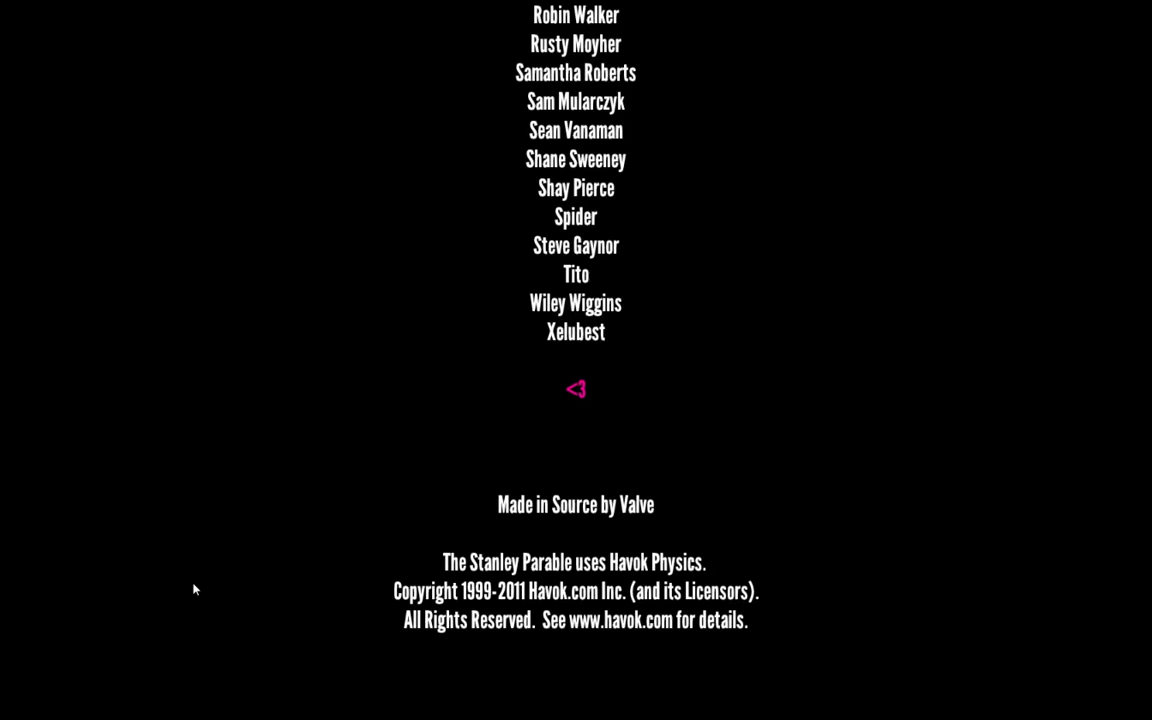 Robin Walker
Rusty Moyher
Samantha Roberts
Sam Mularczyk
Sean Vanaman
Shane Sweeney
Shay Pierce
Spider
Steve Gaynor
Tito
Wiley Wiggins
Xelubest
<3
Made in Source by Valve
The Stanley Parable uses Havok Physics.
Copyright 1999-2011 Havok.com Inc. (and its Licensors).
All Rights Reserved.  See www.havok.com for details.